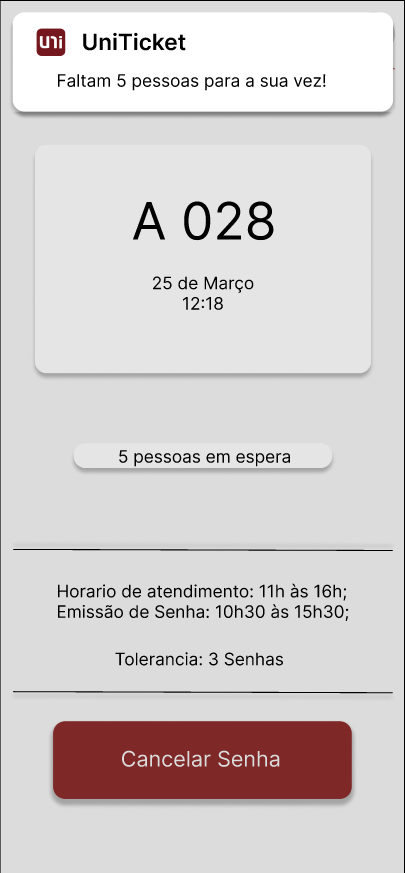 uni UniTicket
Faltam 5 pessoas para a sua vez!
A 028
25 de Março
12:18
5 pessoas em espera
Horario de atendimento: 11h às 16h;
Emissão de Senha: 10h30 às 15h30;
Tolerancia: 3 Senhas
Cancelar Senha